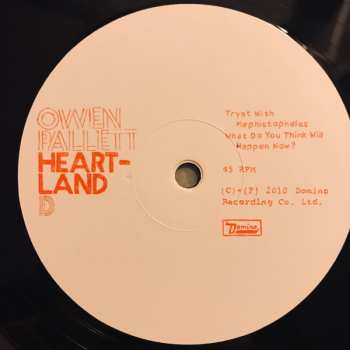 OWEN
PALLETT
HEART-
LAND
D
Tryst With
Mephistopheles
What Do You Think Will
Happen Now?
45 RPM
(C)+(P) 2010 Domino
Recording Co. Ltd.
Domino